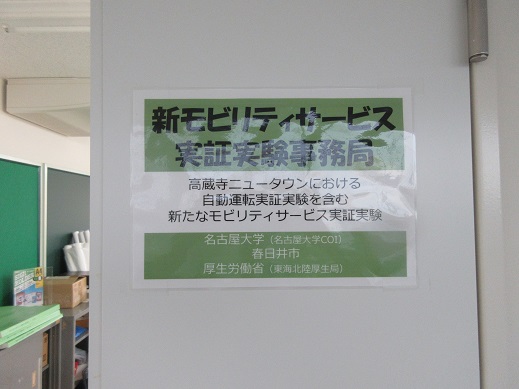 新モビリティサービス
実証実験事務局
高蔵寺ニュータウンにおける
自動運転実証実験を含む
新たなモビリティサービス実証実験
名古屋大学（名古屋大学COI）
春日井市
厚生労働省（東海北陸厚生局）